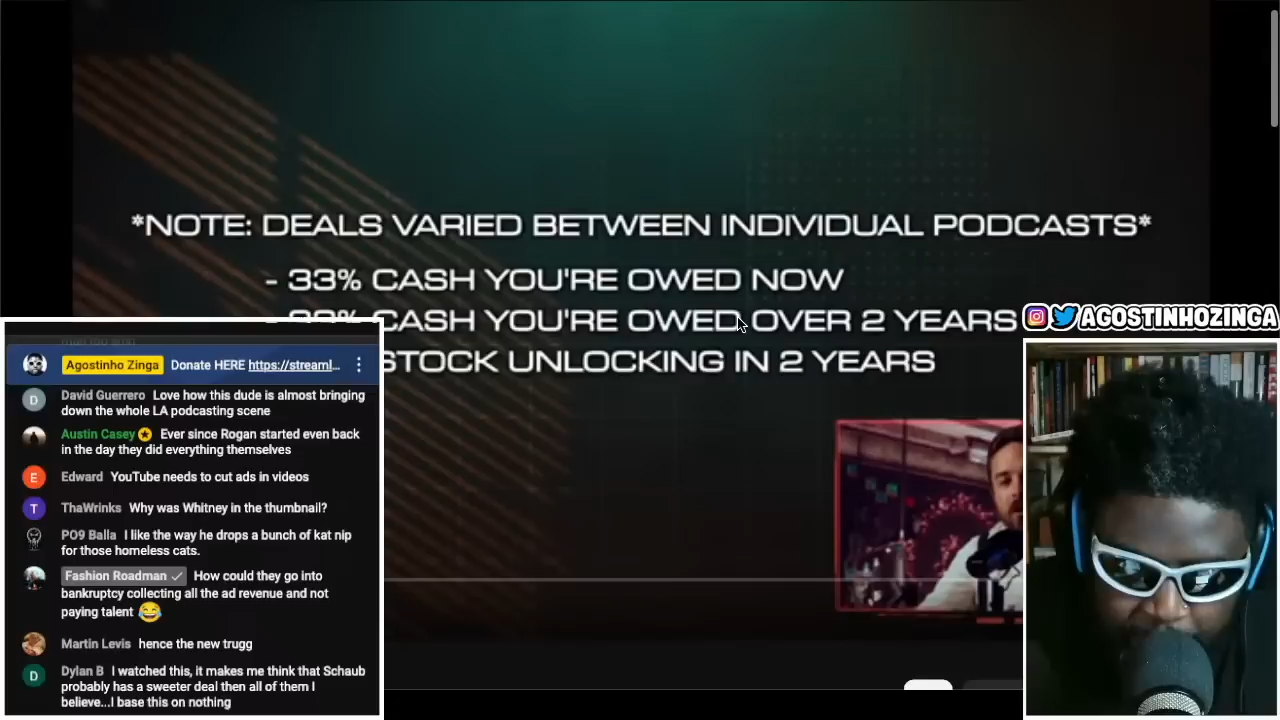 *NOTE: DEALS VARIED BETWEEN INDIVIDUAL PODCASTS*
- 33% CASH YOU'RE OWED NOW
CASH YOU'RE OWED OVER 2 YEARS
STOCK UNLOCKING IN 2 YEARS
AGOSTINHOZINGA
Agostinho Zinga Donate HERE https://streaml...
David Guerrero Love how this dude is almost bringing
down the whole LA podcasting scene
Austin Casey Ever since Rogan started even back
in the day they did everything themselves
E Edward YouTube needs to cut ads in videos
T ThaWrinks Why was Whitney in the thumbnail?
PO9 Balla I like the way he drops a bunch of kat nip
for those homeless cats.
Fashion Roadman How could they go into
bankruptcy collecting all the ad revenue and not
paying talent
Martin Levis hence the new trugg
D Dylan B I watched this, it makes me think that Schaub
probably has a sweeter deal then all of them I
believe...I base this on nothing